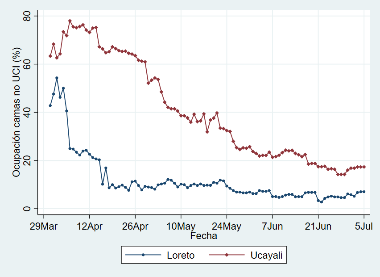 Ocupación camas no UCI (%)
80
60
40
20
0
29Mar 12Apr 26Apr 10May 24May 7Jun 21Jun 5Jul
Fecha
Loreto Ucayali